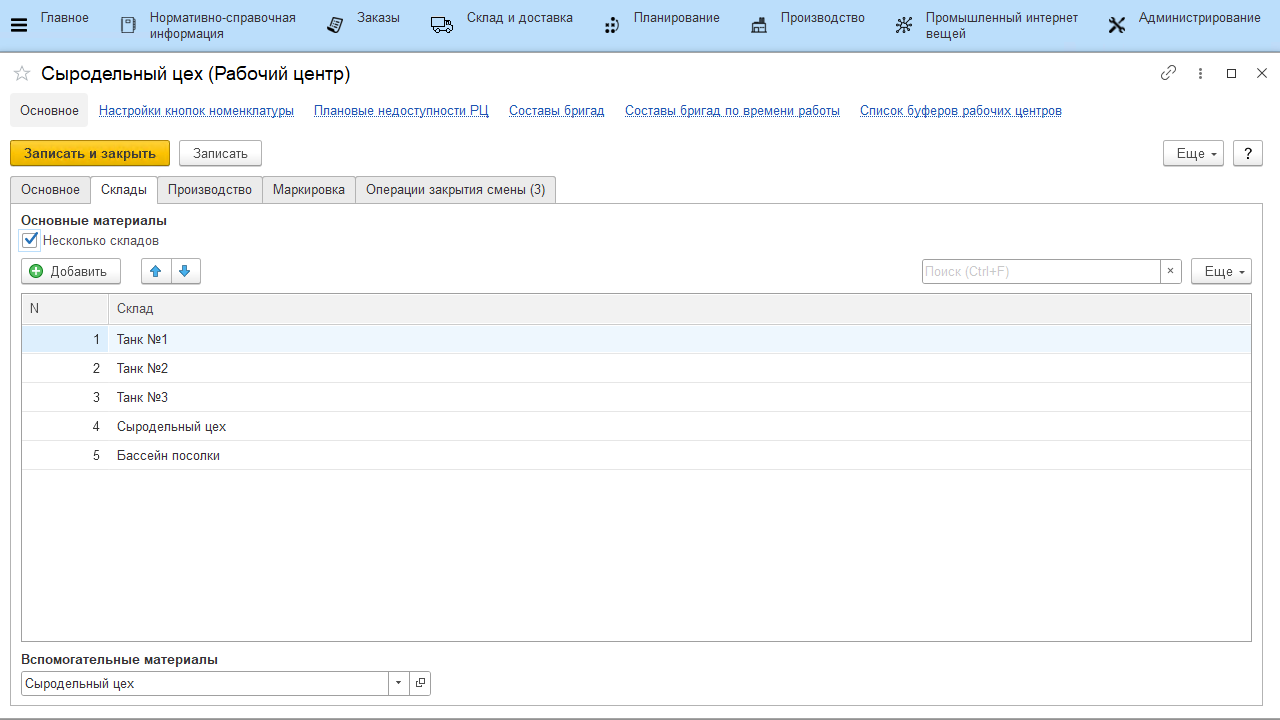 Главное
Нормативно-справочная
информация
Заказы
Склад и доставка
Планирование
Производство
Промышленный интернет
вещей
Администрирование
Сыродельный цех (Рабочий центр)
Основное Настройки кнопок номенклатуры Плановые недоступности РЦ Составы бригад Составы бригад по времени работы Список буферов рабочих центров
Записать и закрыть Записать Еще ?
Основное Склады Производство Маркировка Операции закрытия смены (3)
Основные материалы
Несколько складов
Добавить Поиск (Ctrl+F) × Еще
N Склад
1 Танк №1
2 Танк №2
3 Танк №3
4 Сыродельный цех
5 Бассейн посолки
Вспомогательные материалы
Сыродельный цех